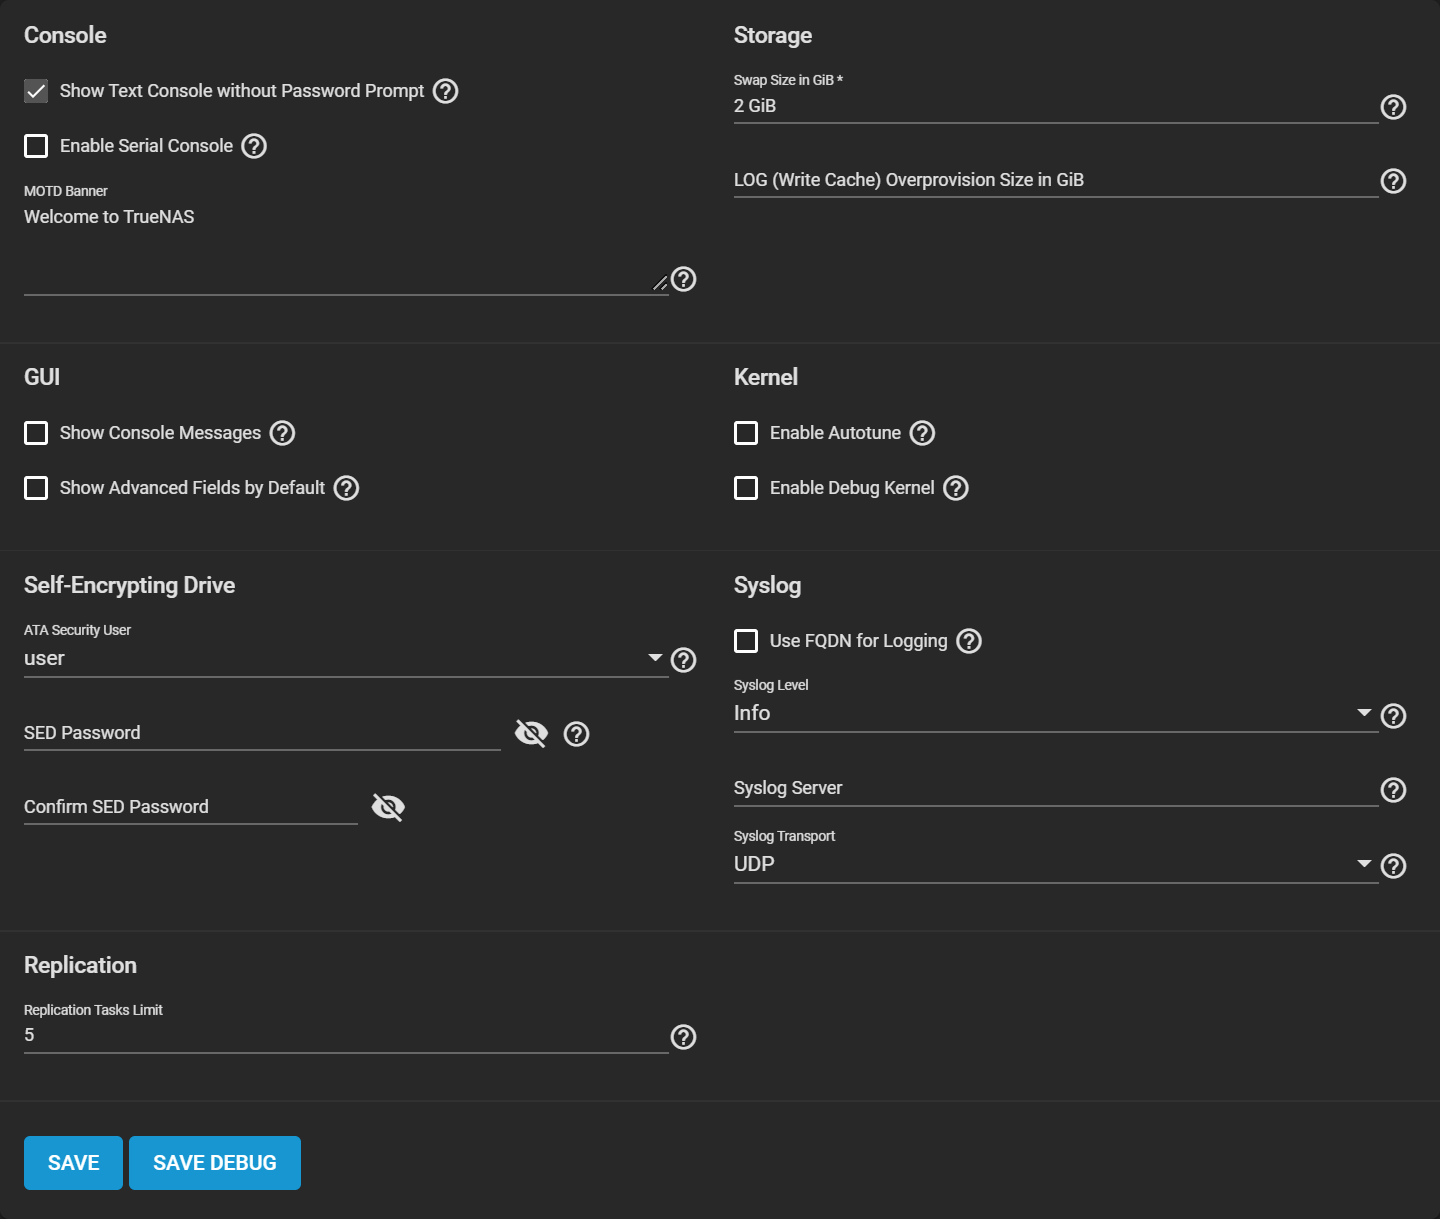 Console
Show Text Console without Password Prompt
Enable Serial Console
MOTD Banner
Welcome to TrueNAS
Storage
Swap Size in GiB *
2 GiB
LOG (Write Cache) Overprovision Size in GiB
GUI
Show Console Messages
Show Advanced Fields by Default
Kernel
Enable Autotune
Enable Debug Kernel
Self-Encrypting Drive
ATA Security User
user
SED Password
Confirm SED Password
Syslog
Use FQDN for Logging
Syslog Level
Info
Syslog Server
Syslog Transport
UDP
Replication
Replication Tasks Limit
5
SAVE
SAVE DEBUG